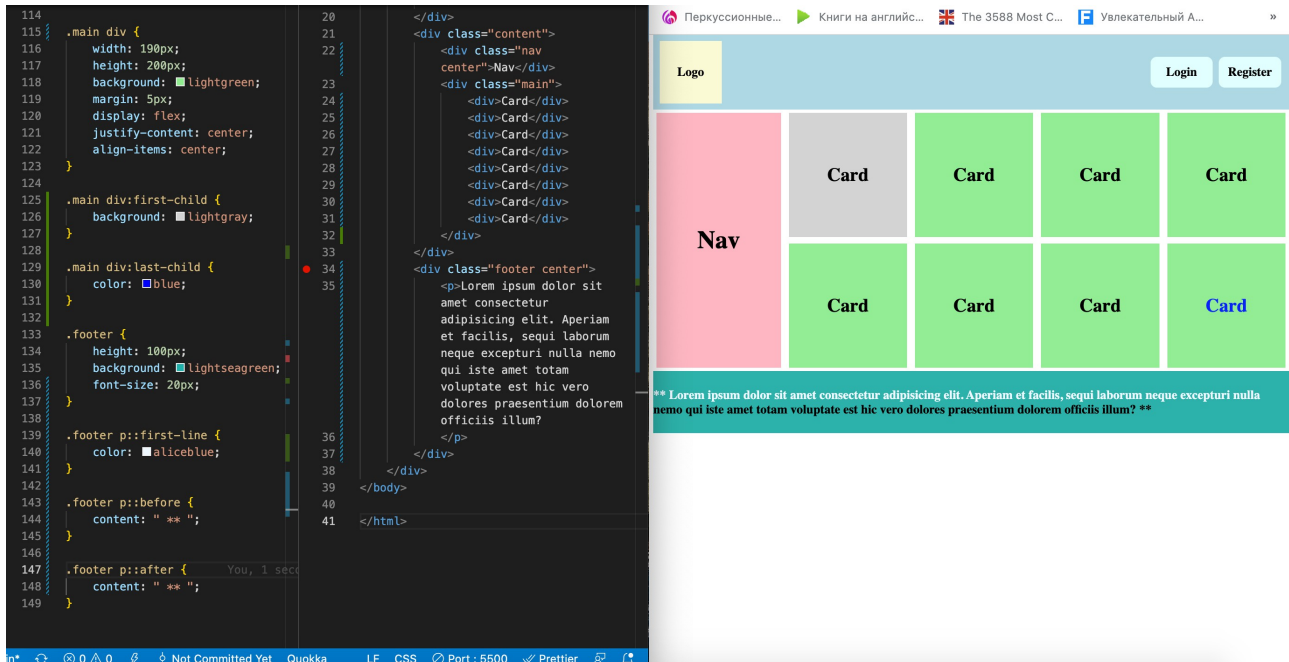 114
115 .main div {
116 width: 190px;
117 height: 200px;
118 background: lightgreen;
119 margin: 5px;
120 display: flex;
121 justify-content: center;
122 align-items: center;
123 }
124
125 .main div:first-child {
126 background: lightgray;
127 }
128
129 .main div:last-child {
130 color: blue;
131 }
132
133 .footer {
134 height: 100px;
135 background: lightseagreen;
136 font-size: 20px;
137 }
138
139 .footer p::first-line {
140 color: aliceblue;
141 }
142
143 .footer p::before {
144 content: " ** ";
145 }
146
147 .footer p::after { You, 1 seco
148 content: " ** ";
149 }
20 </div>
21 <div class="content">
22 <div class="nav
center">Nav</div>
23 <div class="main">
24 <div>Card</div>
25 <div>Card</div>
26 <div>Card</div>
27 <div>Card</div>
28 <div>Card</div>
29 <div>Card</div>
30 <div>Card</div>
31 <div>Card</div>
32 </div>
33 </div>
34 <div class="footer center">
35 <p>Lorem ipsum dolor sit
amet consectetur
adipisicing elit. Aperiam
et facilis, sequi laborum
neque excepturi nulla nemo
qui iste amet totam
voluptate est hic vero
dolores praesentium dolorem
officiis illum?
36 </p>
37 </div>
38 </div>
39 </body>
40
41 </html>
in* 0 0 Not Committed Yet Quokka LF CSS Port : 5500 Prettier
Перкуссионные... Книги на английс... The 3588 Most C... Увлекательный А... »
Logo Login Register
Nav
Card Card Card Card
Card Card Card Card
** Lorem ipsum dolor sit amet consectetur adipisicing elit. Aperiam et facilis, sequi laborum neque excepturi nulla
nemo qui iste amet totam voluptate est hic vero dolores praesentium dolorem officiis illum? **